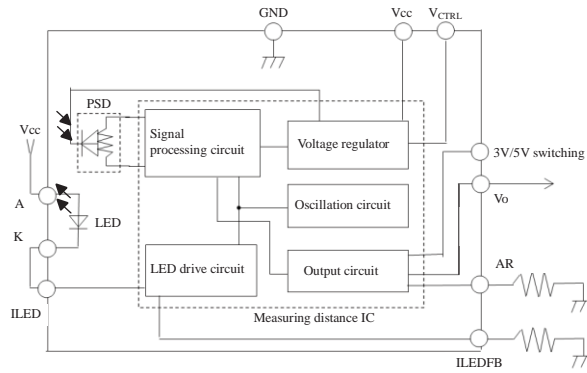 GND
Vcc
VCTRL
PSD
Signal
processing circuit
Voltage regulator
Vcc
3V/5V switching
A
Oscillation circuit
Vo
LED
K
LED drive circuit
Output circuit
AR
Measuring distance IC
ILED
ILEDFB